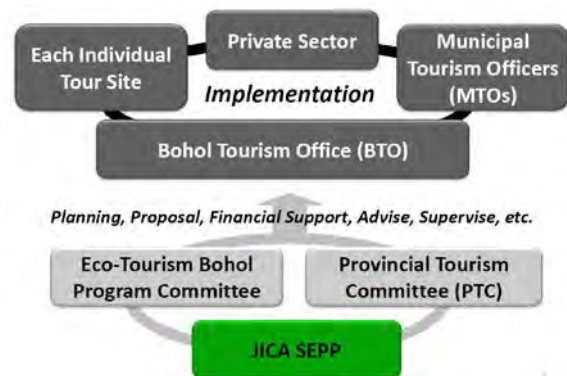 Private Sector
Each Individual
Tour Site
Municipal
Tourism Officers
(MTOs)
Implementation
Bohol Tourism Office (BTO)
Planning, Proposal, Financial Support, Advise, Supervise, etc.
Eco-Tourism Bohol
Program Committee
Provincial Tourism
Committee (PTC)
JICA SEPP